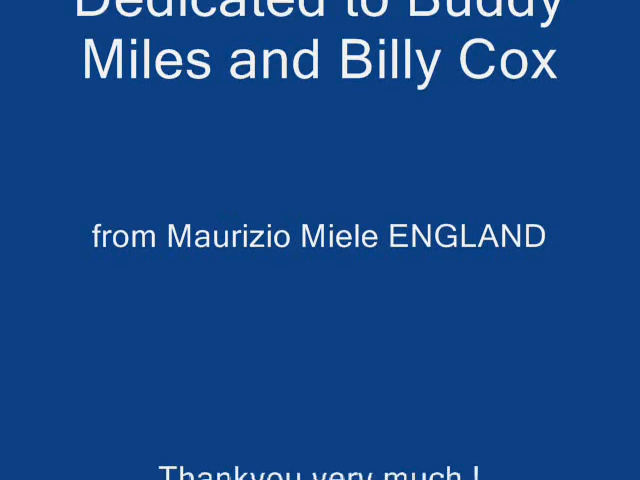 Dedicated to Buddy
Miles and Billy Cox
from Maurizio Miele ENGLAND
Thankyou very much !